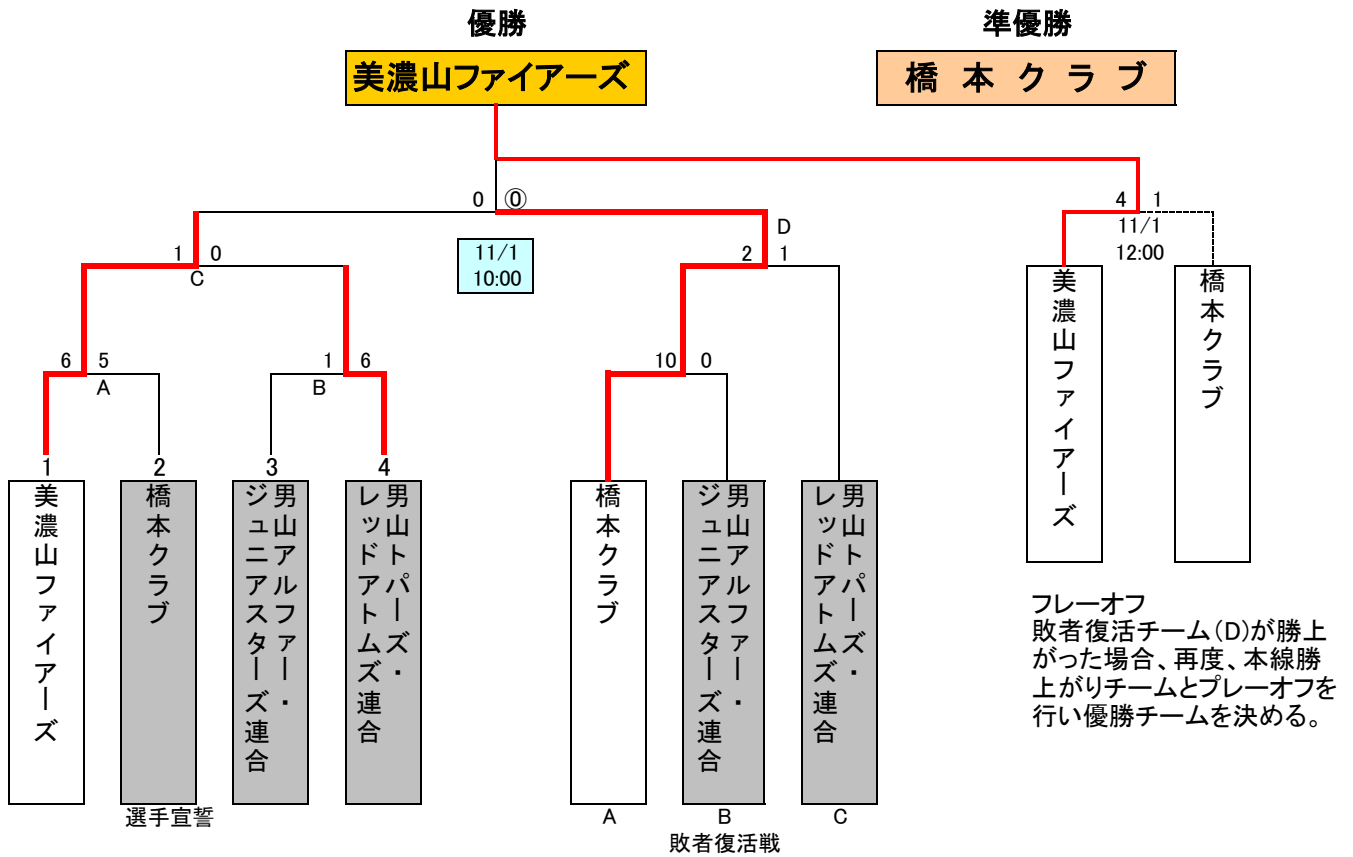 優勝
準優勝
美濃山ファイアーズ
橋本クラブ
0 ⓪
4 1
D
11/1
12:00
1 0
C
11/1
10:00
2 1
6 5
A
1 6
B
10 0
1
2
3
4
美濃山ファイアーズ
橋本クラブ
男山アルファー・
ジュニアスターズ連合
男山トパーズ・
レッドアトムズ連合
橋本クラブ
男山アルファー・
ジュニアスターズ連合
男山トパーズ・
レッドアトムズ連合
美濃山ファイアーズ
橋本クラブ
フレーオフ
敗者復活チーム(D)が勝上
がった場合、再度、本線勝
上がりチームとプレーオフを
行い優勝チームを決める。
選手宣誓
A
B
C
敗者復活戦